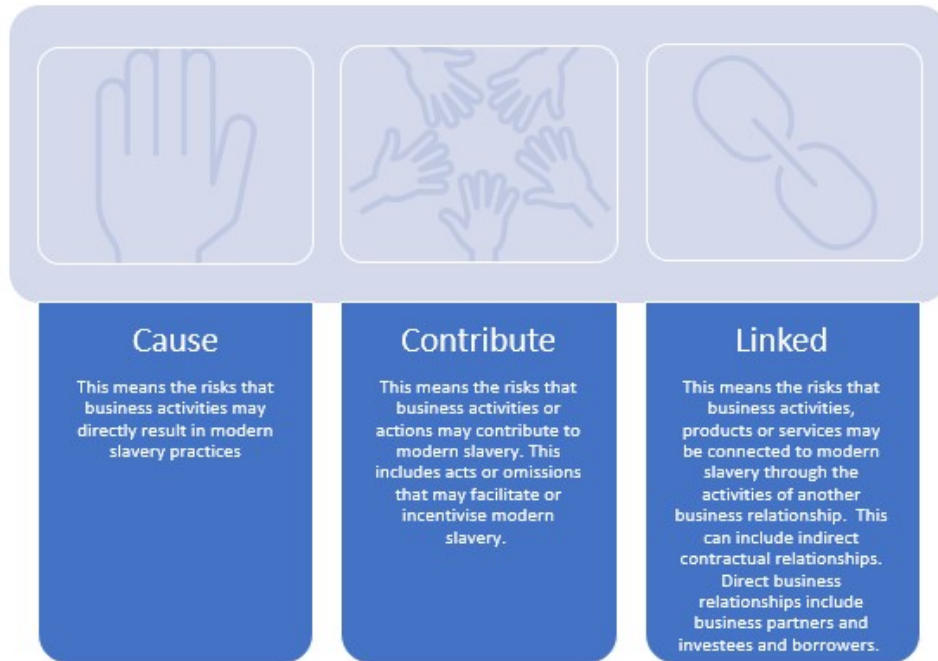 Cause
This means the risks that
business activities may
directly result in modern
slavery practices
Contribute
This means the risks that
business activities or
actions may contribute to
modern slavery. This
includes acts or omissions
that may facilitate or
incentivise modern
slavery.
Linked
This means the risks that
business activities,
products or services may
be connected to modern
slavery through the
activities of another
business relationship. This
can include indirect
contractual relationships.
Direct business
relationships include
business partners and
investees and borrowers.